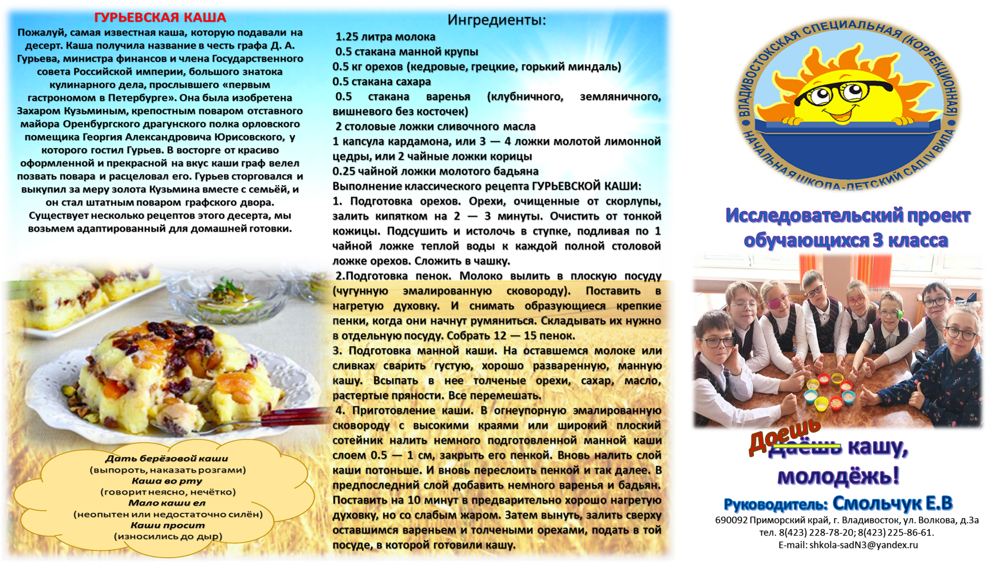 ГУРЬЕВСКАЯ КАША
Пожалуй, самая известная каша, которую подавали на
десерт. Каша получила название в честь графа Д. А.
Гурьева, министра финансов и члена Государственного
совета Российской империи, большого знатока
кулинарного дела, прослывшего «первым
гастрономом в Петербурге». Она была изобретена
Захаром Кузьминым, крепостным поваром отставного
майора Оренбургского драгунского полка орловского
помещика Георгия Александровича Юрисовского, у
которого гостил Гурьев. В восторге от красиво
оформленной и прекрасной на вкус каши граф велел
позвать повара и расцеловал его. Гурьев сторговался и
выкупил за меру золота Кузьмина вместе с семьёй, и
он стал штатным поваром графского двора.
Существует несколько рецептов этого десерта, мы
возьмем адаптированный для домашней готовки.
Дать берёзовой каши
(выпороть, наказать розгами)
Каша во рту
(говорит неясно, нечётко)
Мало каши ел
(неопытен или недостаточно силён)
Каши просит
(износились до дыр)
Ингредиенты:
1.25 литра молока
0.5 стакана манной крупы
0.5 кг орехов (кедровые, грецкие, горький миндаль)
0.5 стакана сахара
0.5 стакана варенья (клубничного, земляничного,
вишневого без косточек)
2 столовые ложки сливочного масла
1 капсула кардамона, или 3 — 4 ложки молотой лимонной
цедры, или 2 чайные ложки корицы
0.25 чайной ложки молотого бадьяна
Выполнение классического рецепта ГУРЬЕВСКОЙ КАШИ:
1. Подготовка орехов. Орехи, очищенные от скорлупы,
залить кипятком на 2 — 3 минуты. Очистить от тонкой
кожицы. Подсушить и истолочь в ступке, подливая по 1
чайной ложке теплой воды к каждой полной столовой
ложке орехов. Сложить в чашку.
2.Подготовка пенок. Молоко вылить в плоскую посуду
(чугунную эмалированную сковороду). Поставить в
нагретую духовку. И снимать образующиеся крепкие
пенки, когда они начнут румяниться. Складывать их нужно
в отдельную посуду. Собрать 12 — 15 пенок.
3. Подготовка манной каши. На оставшемся молоке или
сливках сварить густую, хорошо разваренную, манную
кашу. Всыпать в нее толченые орехи, сахар, масло,
растертые пряности. Все перемешать.
4. Приготовление каши. В огнеупорную эмалированную
сковороду с высокими краями или широкий плоский
сотейник налить немного подготовленной манной каши
слоем 0.5 — 1 см, закрыть его пенкой. Вновь налить слой
каши потоньше. И вновь переслоить пенкой и так далее. В
предпоследний слой добавить немного варенья и бадьян.
Поставить на 10 минут в предварительно хорошо нагретую
духовку, но со слабым жаром. Затем вынуть, залить сверху
оставшимся вареньем и толчеными орехами, подать в той
посуде, в которой готовили кашу.
ВЛАДИВОСТОКСКАЯ СПЕЦИАЛЬНАЯ (КОРРЕКЦИОННАЯ)
НАЧАЛЬНАЯ ШКОЛА-ДЕТСКИЙ САД IV ВИДА
Исследовательский проект
обучающихся 3 класса
Доешь
Даёшь кашу,
молодёжь!
Руководитель: Смольчук Е.В
690092 Приморский край, г. Владивосток, ул. Волкова, д.3а
тел. 8(423) 228-78-20; 8(423) 225-86-61.
E-mail: shkola-sadN3@yandex.ru